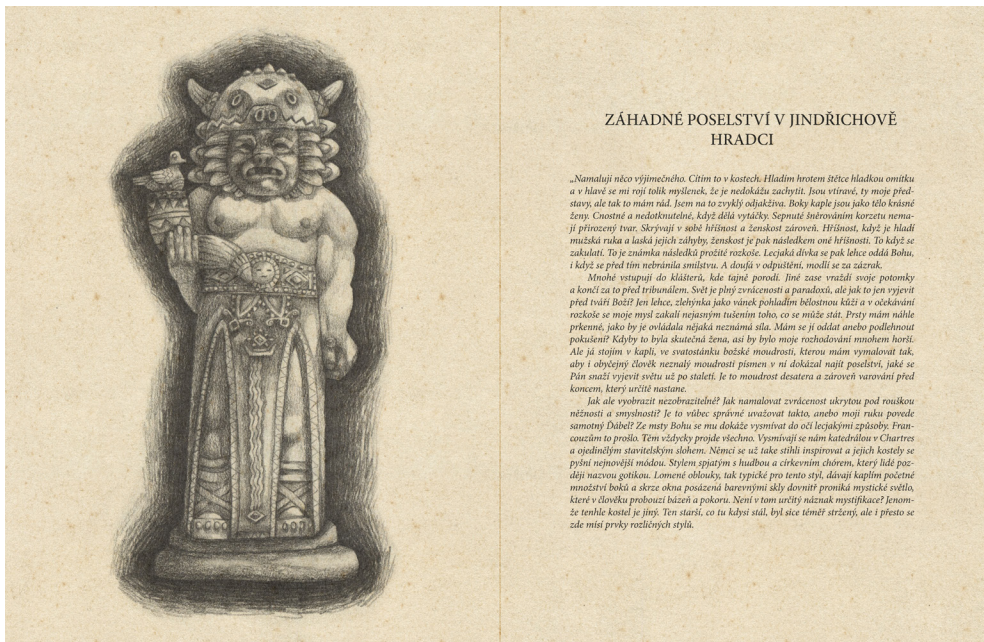 ZÁHADNÉ POSELSTVÍ V JINDŘICHOVĚ
HRADCI
„Namaluji něco výjimečného. Cítím to v kostech. Hladím hrotem štětce hladkou omítku
a v hlavě se mi rojí tolik myšlenek, že je nedokážu zachytit. Jsou vtíravé, ty moje před-
stavy, ale tak to mám rád. Jsem na to zvyklý odjakživa. Boky kaple jsou jako tělo krásné
ženy. Cnostné a nedotknutelné, když dělá vytáčky. Sepnuté šněrováním korzetu nema-
jí přirozený tvar. Skrývají v sobě hříšnost a ženskost zároveň. Hříšnost, když je hladí
mužská ruka a laská jejich záhyby, ženskost je pak následkem oné hříšnosti. To když se
zakulatí. To je známka následků prožité rozkoše. Lecjaká dívka se pak lehce oddá Bohu,
i když se před tím nebránila smilstvu. A doufá v odpuštění, modlí se za zázrak.
Mnohé vstupují do klášterů, kde tajně porodí. Jiné zase vraždí svoje potomky
a končí za to před tribunálem. Svět je plný zvráceností a paradoxů, ale jak to jen vyjevit
před tváří Boží? Jen lehce, zlehýnka jako vánek pohladím bělostnou kůži a v očekávání
rozkoše se moje mysl zakalí nejasným tušením toho, co se může stát. Prsty mám náhle
prkenné, jako by je ovládala nějaká neznámá síla. Mám se jí oddat anebo podlehnout
pokušení? Kdyby to byla skutečná žena, asi by bylo moje rozhodování mnohem horší.
Ale já stojím v kapli, ve svatostánku božské moudrosti, kterou mám vymalovat tak,
aby i obyčejný člověk neznalý moudrosti písmen v ní dokázal najít poselství, jaké se
Pán snaží vyjevit světu už po staletí. Je to moudrost desatera a zároveň varování před
koncem, který určitě nastane.
Jak ale vyobrazit nezobrazitelné? Jak namalovat zvrácenost ukrytou pod rouškou
něžnosti a smyslnosti? Je to vůbec správné uvažovat takto, anebo moji ruku povede
samotný Ďábel? Ze msty Bohu se mu dokáže vysmívat do očí lecjakými způsoby. Fran-
couzům to prošlo. Těm vždycky projde všechno. Vysmívají se nám katedrálou v Chartres
a ojedinělým stavitelským slohem. Němci se už také stihli inspirovat a jejich kostely se
pyšní nejnovější módou. Stylem spjatým s hudbou a církevním chórem, který lidé poz-
ději nazvou gotikou. Lomené oblouky, tak typické pro tento styl, dávají kaplím početné
množství boků a skrze okna posázená barevnými skly dovnitř proniká mystické světlo,
které v člověku probouzí bázeň a pokoru. Není v tom určitý náznak mystifikace? Jenom-
že tenhle kostel je jiný. Ten starší, co tu kdysi stál, byl sice téměř stržený, ale i přesto se
zde mísí prvky rozličných stylů.